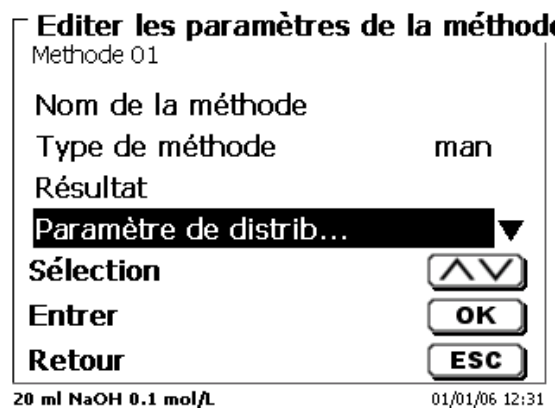 Editer les paramètres de la méthode
Methode 01
Nom de la méthode
Type de méthode man
Résultat
Paramètre de distrib...
Sélection
Entrer OK
Retour ESC
20 ml NaOH 0.1 mol/L 01/01/06 12:31